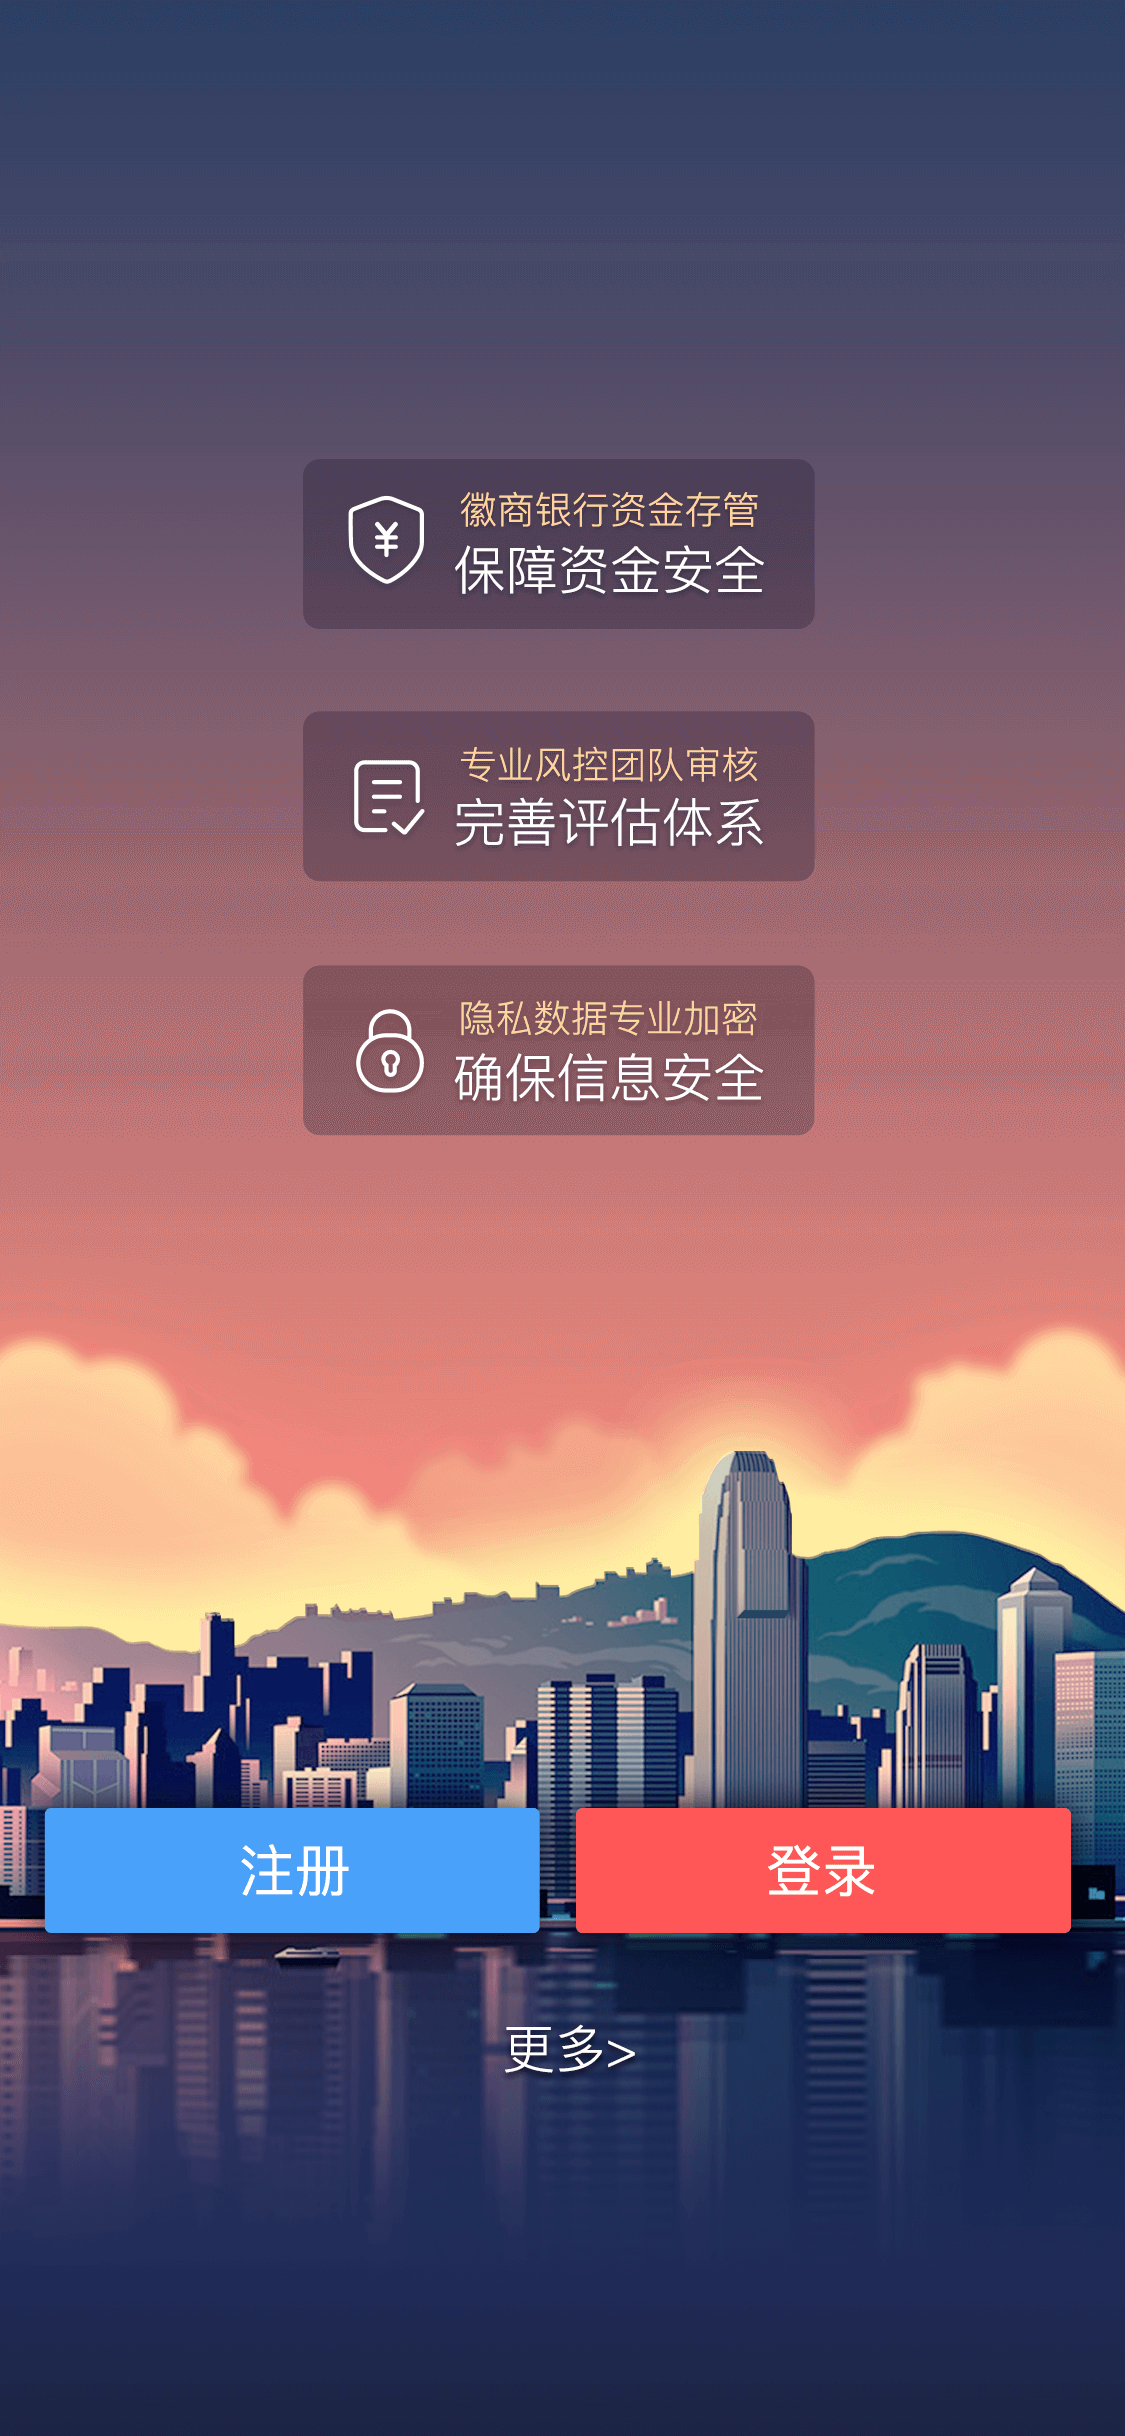 徽商银行资金存管
保障资金安全
专业风控团队审核
完善评估体系
隐私数据专业加密
确保信息安全
注册
登录
更多>